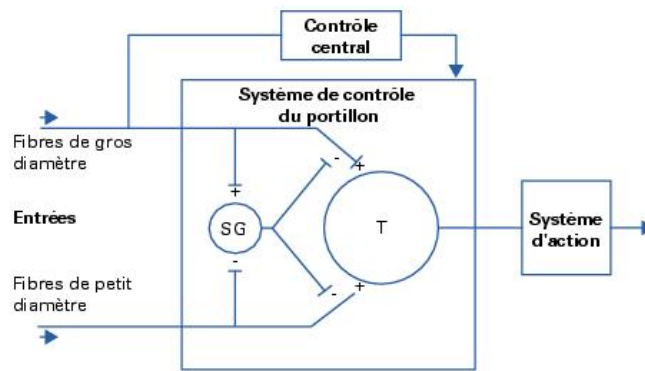 Contrôle
central
Système de contrôle
du portillon
Fibres de gros
diamètre
-
+
+
Entrées
SG
T
Système
d'action
-
-
+
Fibres de petit
diamètre